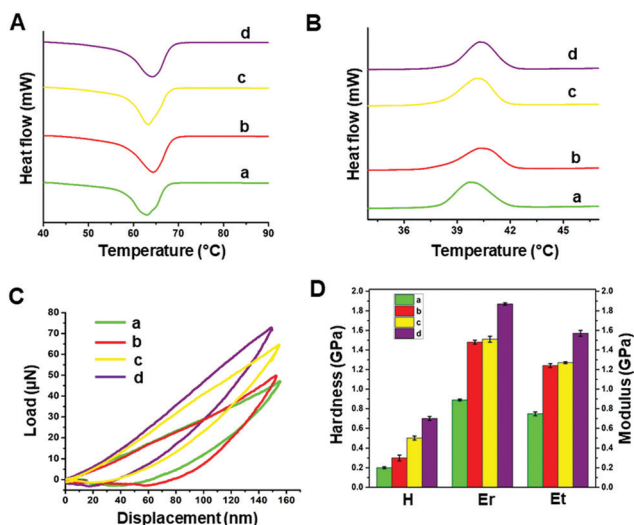 A
d
c
b
a
Heat flow (mW)
40 50 60 70 80 90
Temperature (°C)
B
d
c
b
a
Heat flow (mW)
36 39 42 45
Temperature (°C)
C
a
b
c
d
80
70
60
50
40
30
20
10
0
Load (µN)
0 20 40 60 80 100 120 140 160
Displacement (nm)
D
a
b
c
d
2.0
1.8
1.6
1.4
1.2
1.0
0.8
0.6
0.4
0.2
0.0
Hardness (GPa)
2.0
1.8
1.6
1.4
1.2
1.0
0.8
0.6
0.4
0.2
0.0
Modulus (GPa)
H Er Et